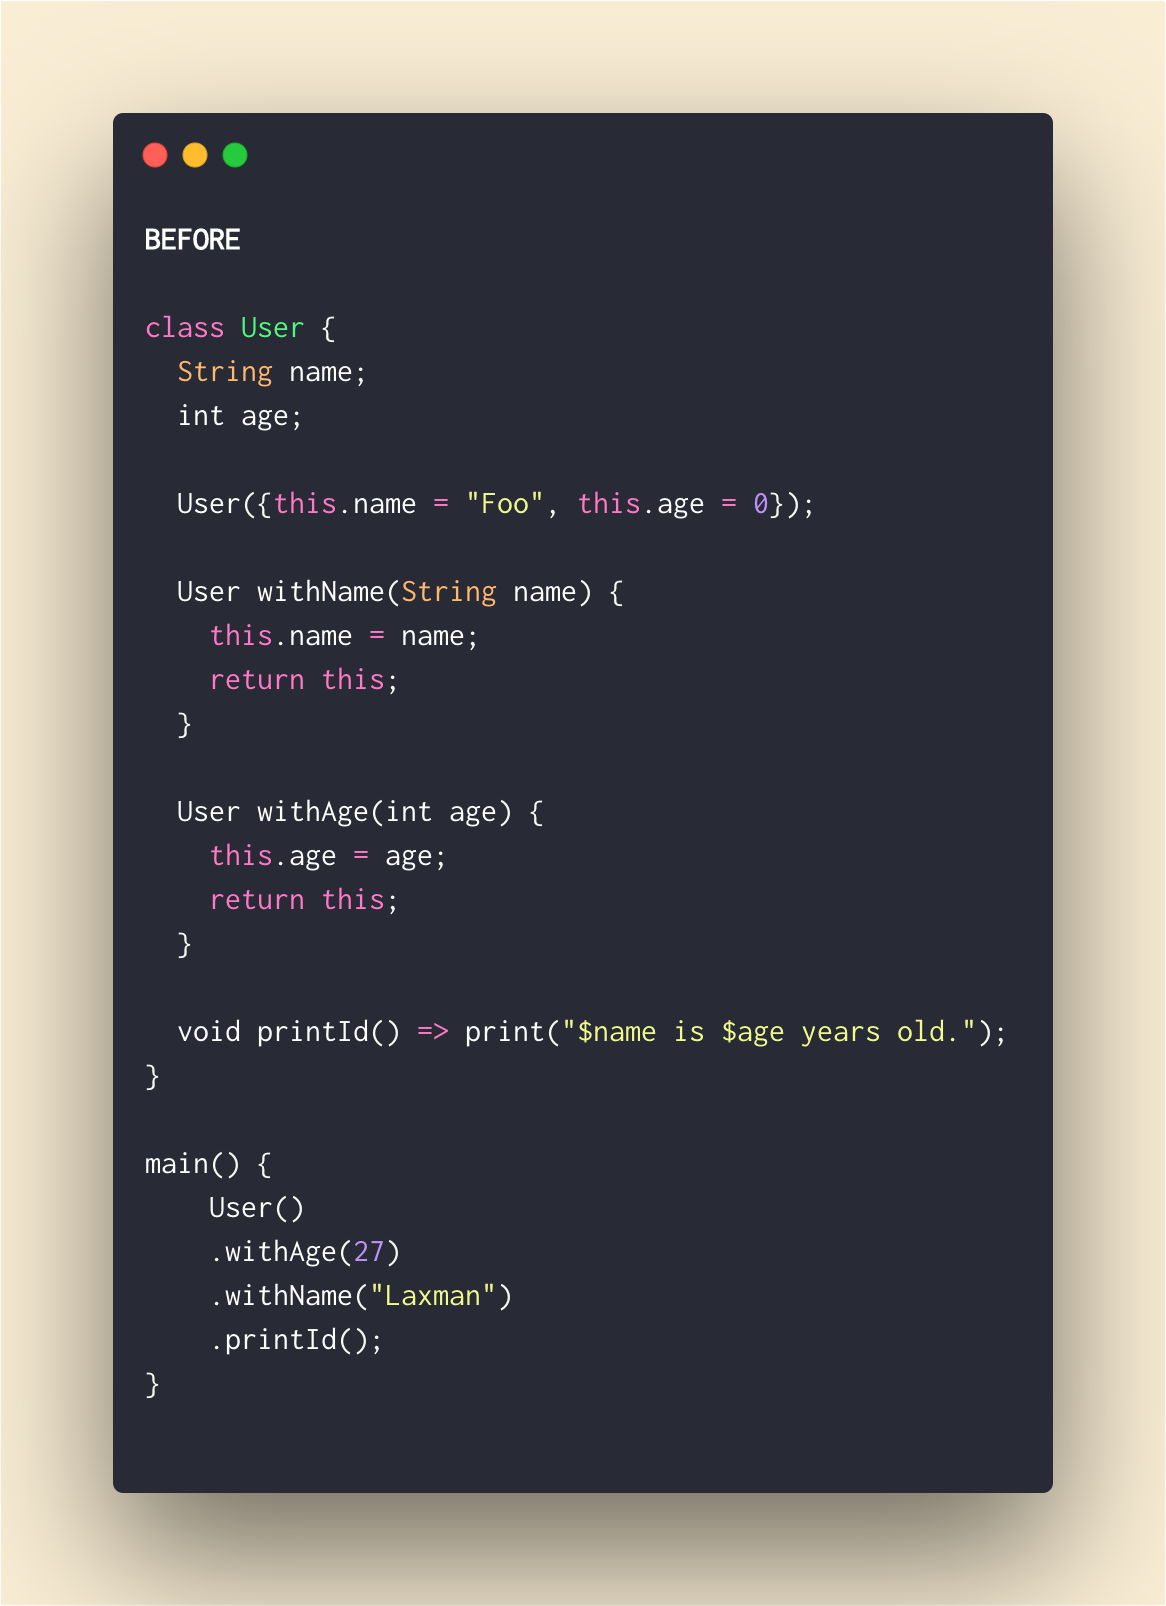 BEFORE
class User {
  String name;
  int age;
  User({this.name = "Foo", this.age = 0});
  User withName(String name) {
    this.name = name;
    return this;
  }
  User withAge(int age) {
    this.age = age;
    return this;
  }
  void printId() => print("$name is $age years old.");
}
main() {
    User()
    .withAge(27)
    .withName("Laxman")
    .printId();
}